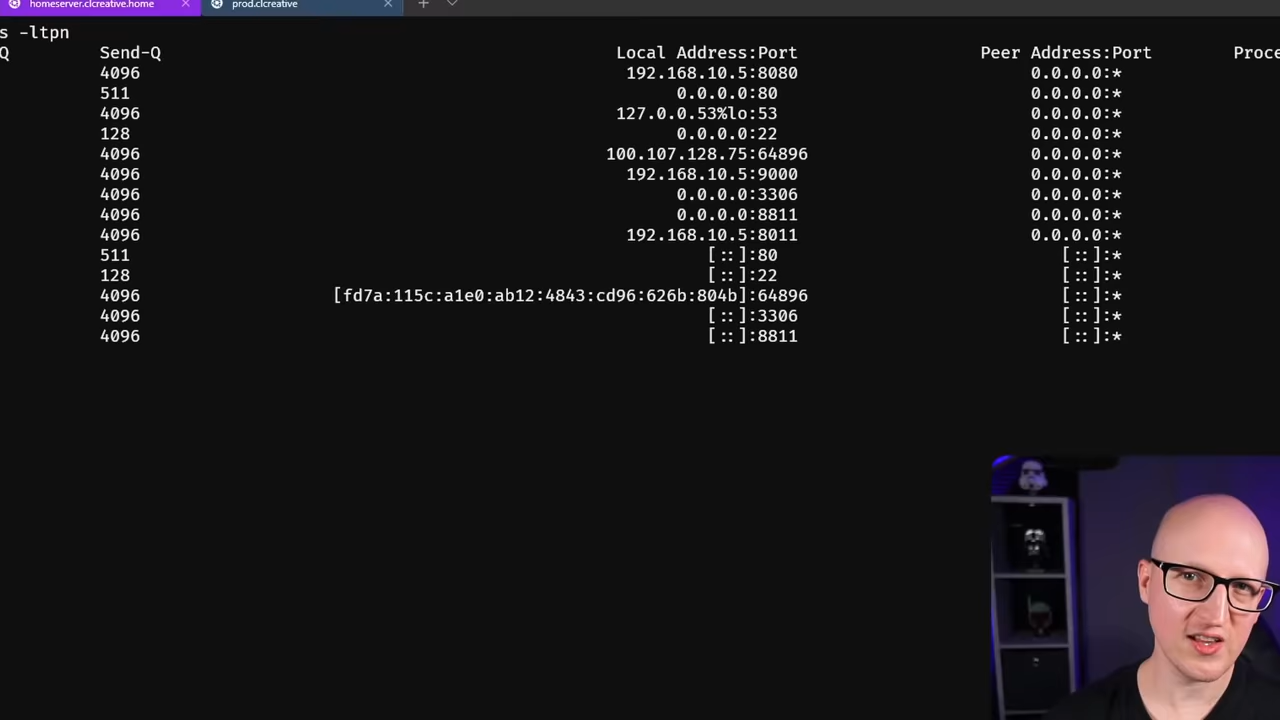 homeserver.clcreative.home prod.clcreative
s -ltpn
Q Send-Q Local Address:Port Peer Address:Port Proce
4096 192.168.10.5:8080 0.0.0.0:*
511 0.0.0.0:80 0.0.0.0:*
4096 127.0.0.53%lo:53 0.0.0.0:*
128 0.0.0.0:22 0.0.0.0:*
4096 100.107.128.75:64896 0.0.0.0:*
4096 192.168.10.5:9000 0.0.0.0:*
4096 0.0.0.0:3306 0.0.0.0:*
4096 0.0.0.0:8811 0.0.0.0:*
4096 192.168.10.5:8011 0.0.0.0:*
511 [::]:80 [::]:*
128 [::]:22 [::]:*
4096 [fd7a:115c:a1e0:ab12:4843:cd96:626b:804b]:64896 [::]:*
4096 [::]:3306 [::]:*
4096 [::]:8811 [::]:*